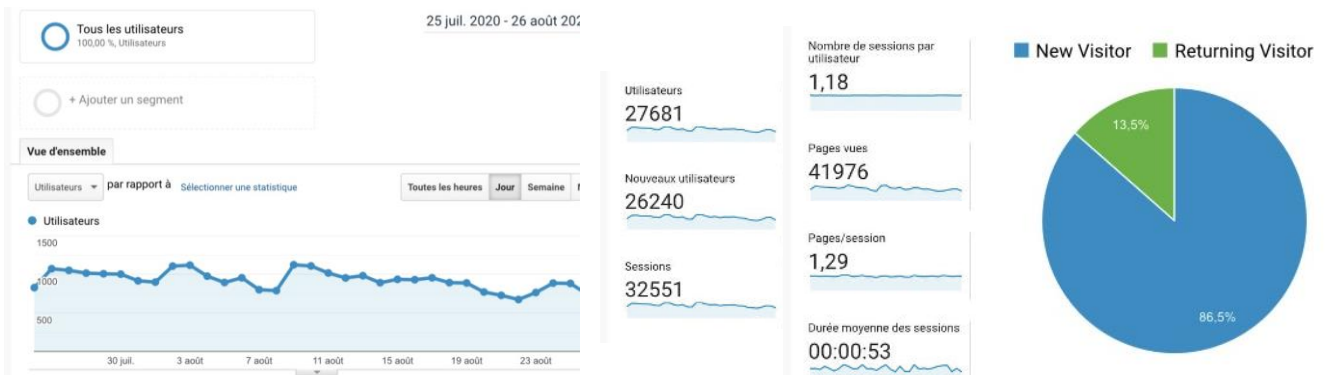 Tous les utilisateurs
100,00 %, Utilisateurs
25 juil. 2020 - 26 août 202
+ Ajouter un segment
Vue d'ensemble
Utilisateurs par rapport à Sélectionner une statistique
Toutes les heures Jour Semaine M
Utilisateurs
1500
1000
500
30 juil. 3 août 7 août 11 août 15 août 19 août 23 août
Utilisateurs
27681
Nouveaux utilisateurs
26240
Sessions
32551
Nombre de sessions par
utilisateur
1,18
Pages vues
41976
Pages/session
1,29
Durée moyenne des sessions
00:00:53
New Visitor Returning Visitor
13,5%
86,5%